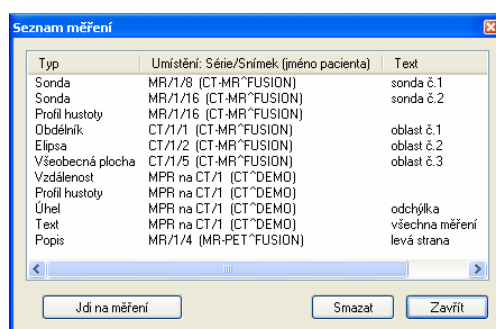 Seznam měření
Typ Umístění: Série/Snímek (jméno pacienta) Text
Sonda MR/1/8 (CT-MR^FUSION) sonda č.1
Sonda MR/1/16 (CT-MR^FUSION) sonda č.2
Profil hustoty MR/1/16 (CT-MR^FUSION)
Obdélník CT/1/1 (CT-MR^FUSION) oblast č.1
Elipsa CT/1/2 (CT-MR^FUSION) oblast č.2
Všeobecná plocha CT/1/5 (CT-MR^FUSION) oblast č.3
Vzdálenost MPR na CT/1 (CT^DEMO)
Profil hustoty MPR na CT/1 (CT^DEMO)
Úhel MPR na CT/1 (CT^DEMO) odchýlka
Text MPR na CT/1 (CT^DEMO) všechna měření
Popis MR/1/4 (MR-PET^FUSION) levá strana
Jdi na měření Smazat Zavřít